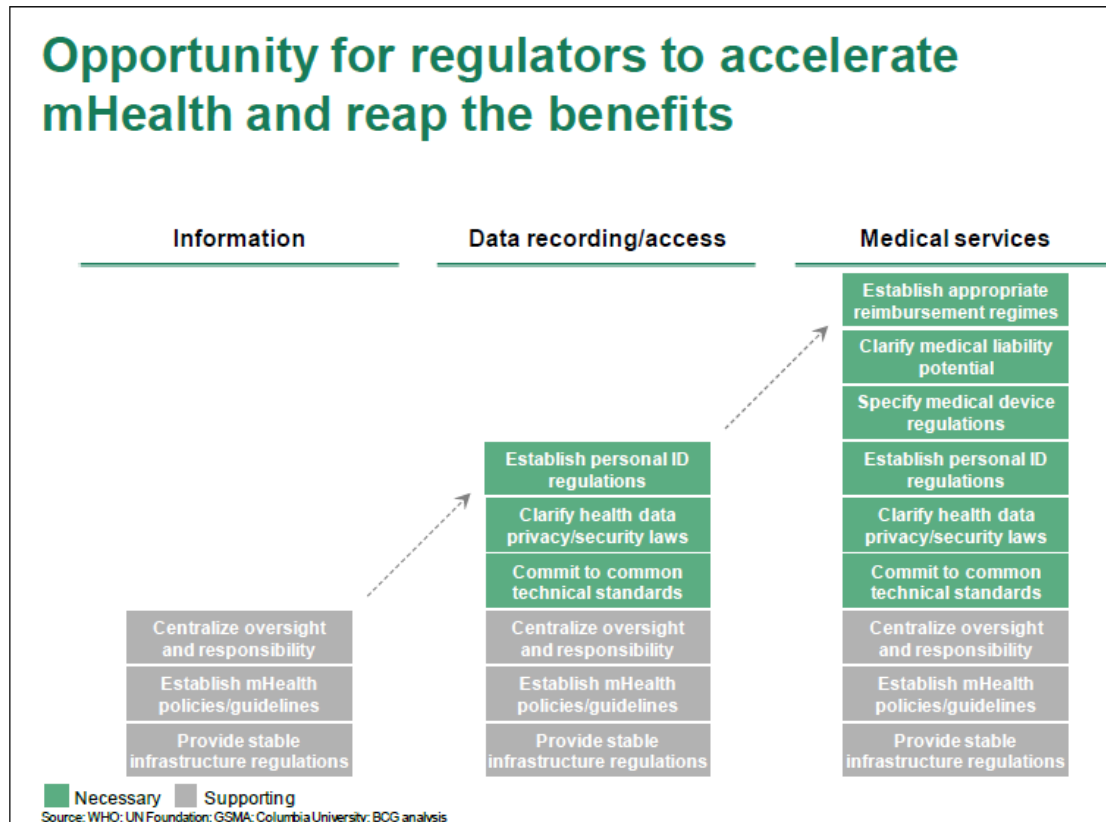 Opportunity for regulators to accelerate
mHealth and reap the benefits
Information
Data recording/access
Medical services
Centralize oversight
and responsibility
Establish mHealth
policies/guidelines
Provide stable
infrastructure regulations
Establish personal ID
regulations
Clarify health data
privacy/security laws
Commit to common
technical standards
Centralize oversight
and responsibility
Establish mHealth
policies/guidelines
Provide stable
infrastructure regulations
Establish appropriate
reimbursement regimes
Clarify medical liability
potential
Specify medical device
regulations
Establish personal ID
regulations
Clarify health data
privacy/security laws
Commit to common
technical standards
Centralize oversight
and responsibility
Establish mHealth
policies/guidelines
Provide stable
infrastructure regulations
Necessary
Supporting
Source: WHO; UN Foundation; GSMA; Columbia University; BCG analysis